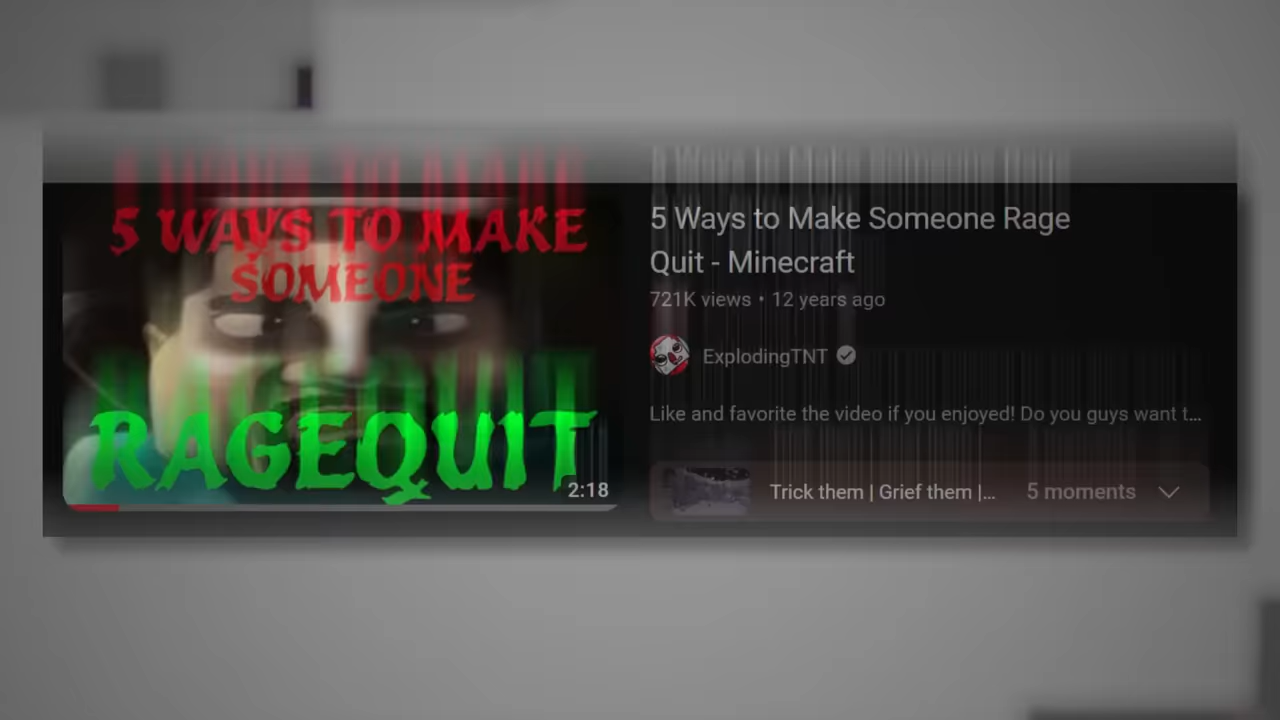 5 WAYS TO MAKE
SOMEONE
RAGEQUIT
2:18
5 Ways to Make Someone Rage
Quit - Minecraft
721K views • 12 years ago
ExplodingTNT
Like and favorite the video if you enjoyed! Do you guys want t...
Trick them | Grief them |... 5 moments